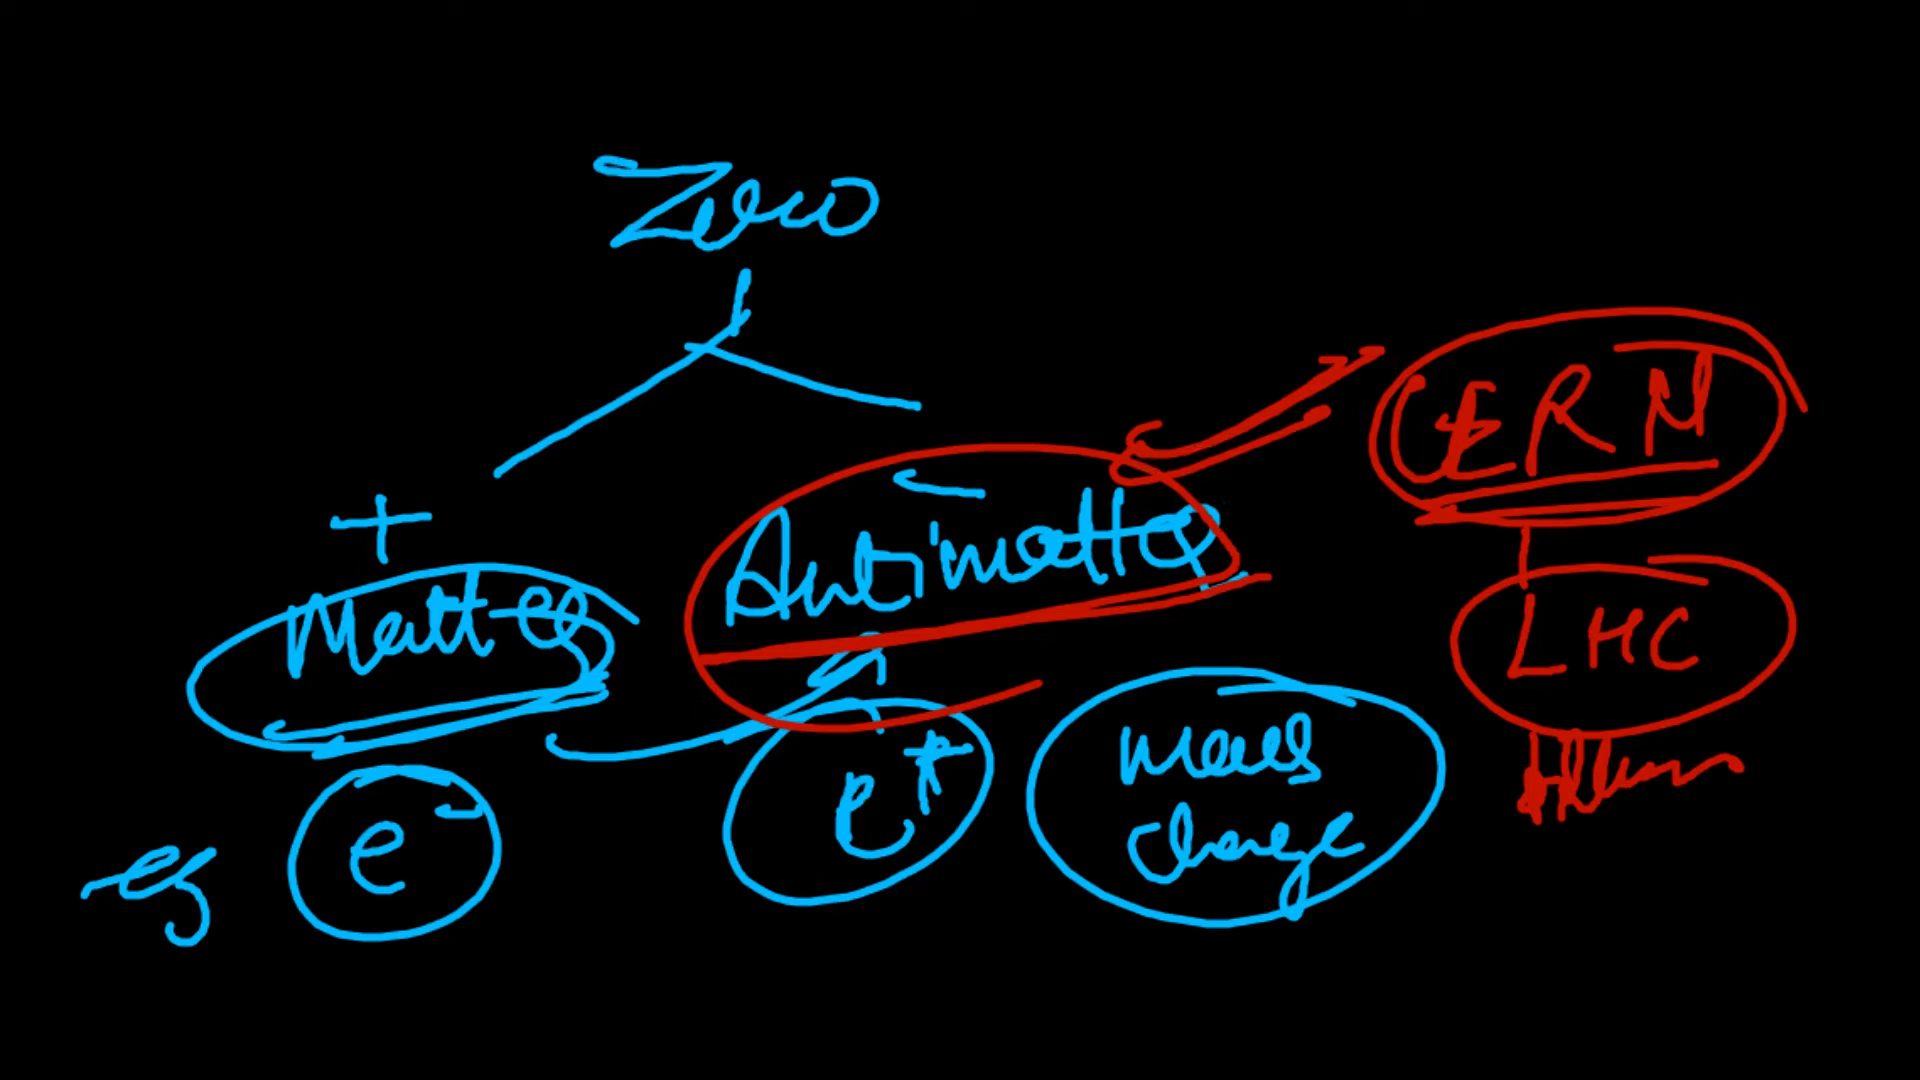 Zero
CERN
+
-
Antimatter
Matter
LHC
mass
e+
charge
e-
eg